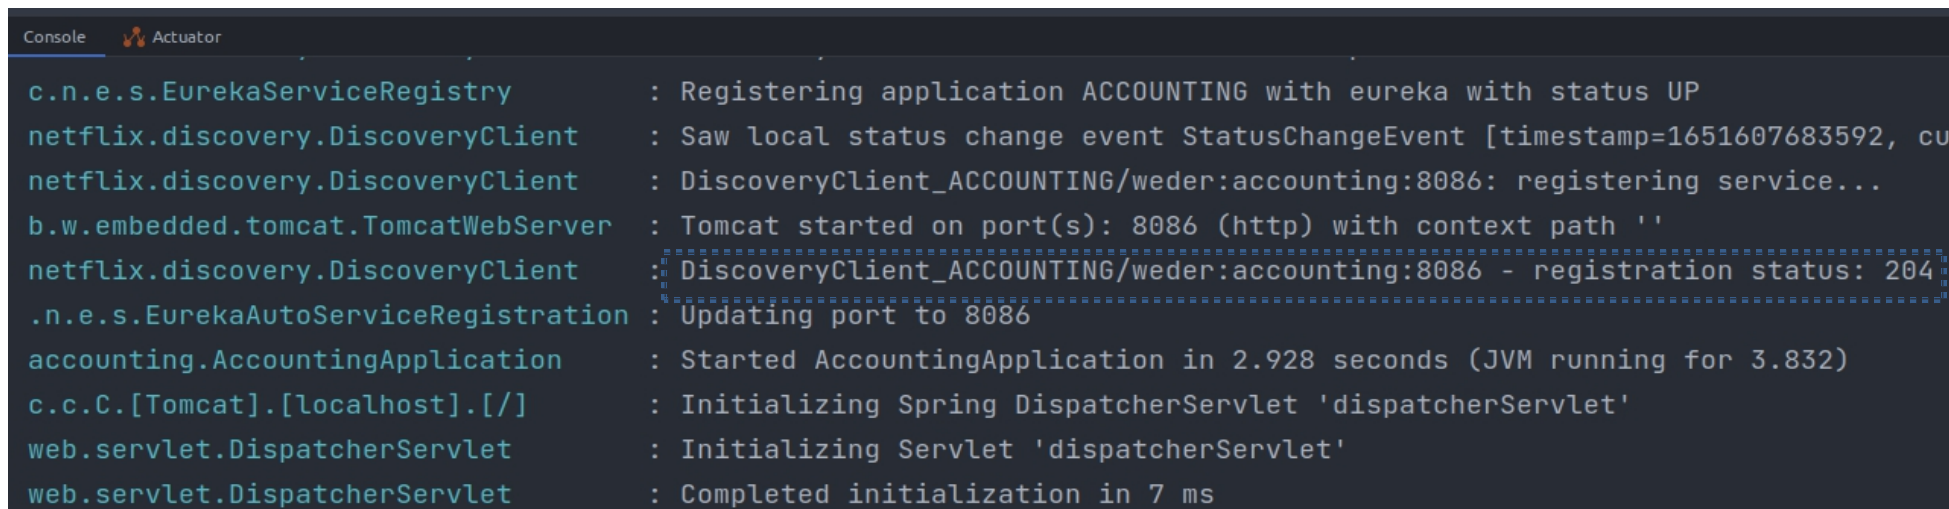 Console Actuator
c.n.e.s.EurekaServiceRegistry : Registering application ACCOUNTING with eureka with status UP
netflix.discovery.DiscoveryClient : Saw local status change event StatusChangeEvent [timestamp=1651607683592, cu
netflix.discovery.DiscoveryClient : DiscoveryClient_ACCOUNTING/weder:accounting:8086: registering service...
b.w.embedded.tomcat.TomcatWebServer : Tomcat started on port(s): 8086 (http) with context path ''
netflix.discovery.DiscoveryClient : DiscoveryClient_ACCOUNTING/weder:accounting:8086 - registration status: 204
.n.e.s.EurekaAutoServiceRegistration : Updating port to 8086
accounting.AccountingApplication : Started AccountingApplication in 2.928 seconds (JVM running for 3.832)
c.c.C.[Tomcat].[localhost].[/] : Initializing Spring DispatcherServlet 'dispatcherServlet'
web.servlet.DispatcherServlet : Initializing Servlet 'dispatcherServlet'
web.servlet.DispatcherServlet : Completed initialization in 7 ms